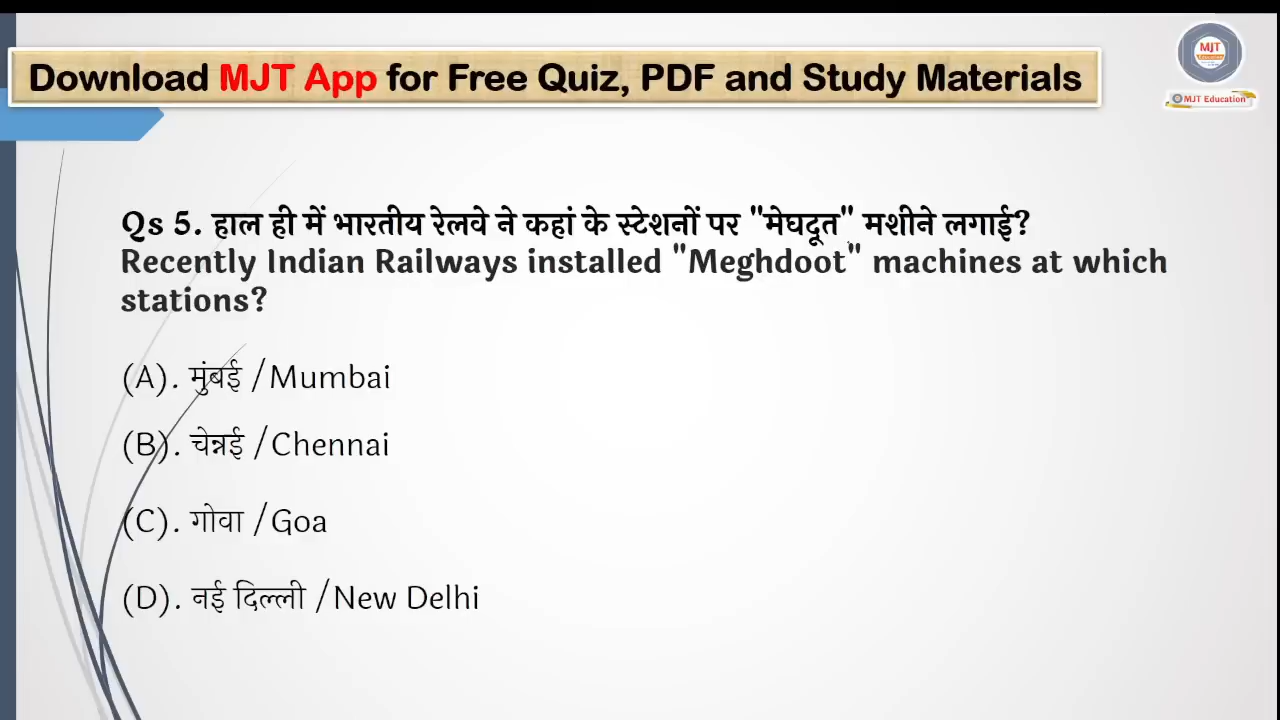 Download MJT App for Free Quiz, PDF and Study Materials
MJT
MJT Education
Qs 5. हाल ही में भारतीय रेलवे ने कहां के स्टेशनों पर "मेघदूत" मशीने लगाई?
Recently Indian Railways installed "Meghdoot" machines at which
stations?
(A). मुंबई /Mumbai
(B). चेन्नई /Chennai
(C). गोवा /Goa
(D). नई दिल्ली /New Delhi